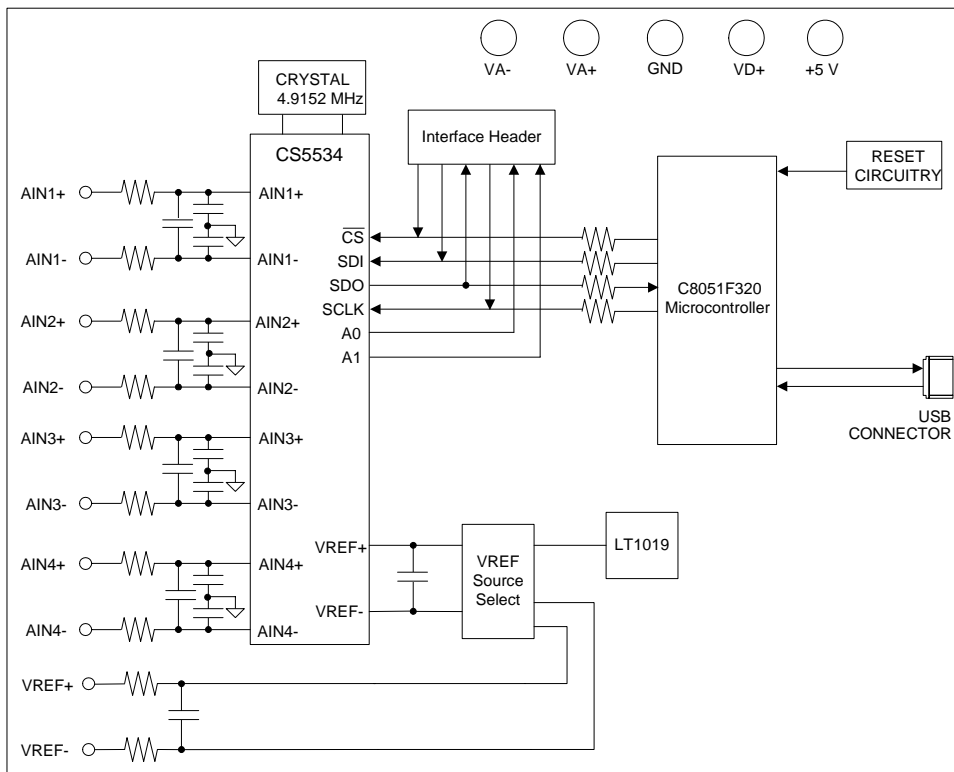 VA-
VA+
GND
VD+
+5 V
CRYSTAL
4.9152 MHz
CS5534
Interface Header
RESET
CIRCUITRY
AIN1+
AIN1+
AIN1-
AIN1-
CS
SDI
SDO
SCLK
A0
A1
C8051F320
Microcontroller
AIN2+
AIN2+
AIN2-
AIN2-
USB
CONNECTOR
AIN3+
AIN3+
AIN3-
AIN3-
VREF+
VREF
Source
Select
LT1019
AIN4+
AIN4+
VREF-
AIN4-
AIN4-
VREF+
VREF-